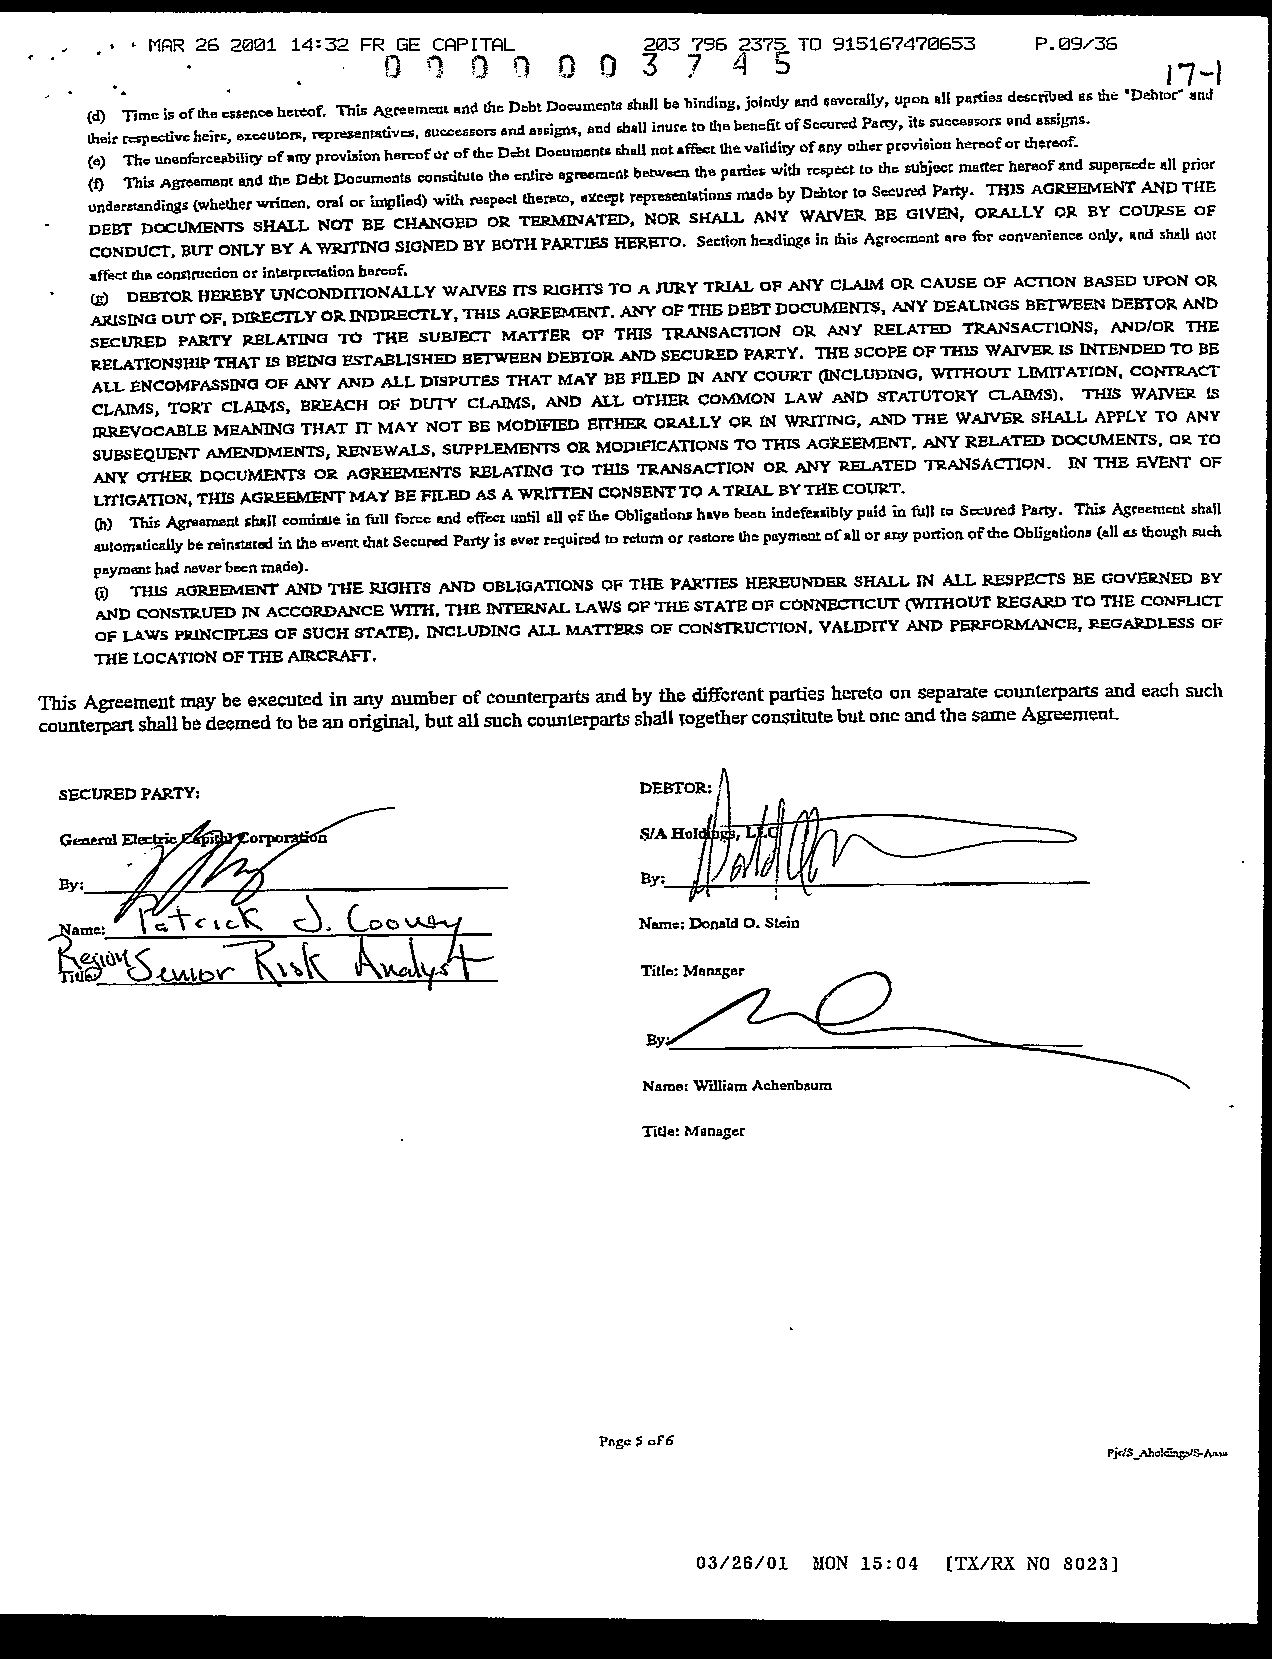 MAR 26 2001 14:32 FR GE CAPITAL 203 796 2375 TO 915167470653 P.09/36
0 0 0 0 0 0 3 7 4 5
17-1
(d) Time is of the essence hereof. This Agreement and the Debt Documents shall be binding, jointly and severally, upon all parties described as the "Debtor" and
their respective heirs, executors, representatives, successors and assigns, and shall inure to the benefit of Secured Party, its successors and assigns.
(e) The unenforceability of any provision hereof or of the Debt Documents shall not affect the validity of any other provision hereof or thereof.
(f) This Agreement and the Debt Documents constitute the entire agreement between the parties with respect to the subject matter hereof and supersede all prior
understandings (whether written, oral or implied) with respect thereto, except representations made by Debtor to Secured Party. THIS AGREEMENT AND THE
DEBT DOCUMENTS SHALL NOT BE CHANGED OR TERMINATED, NOR SHALL ANY WAIVER BE GIVEN, ORALLY OR BY COURSE OF
CONDUCT, BUT ONLY BY A WRITING SIGNED BY BOTH PARTIES HERETO. Section headings in this Agreement are for convenience only, and shall not
affect the construction or interpretation hereof.
(g) DEBTOR HEREBY UNCONDITIONALLY WAIVES ITS RIGHTS TO A JURY TRIAL OF ANY CLAIM OR CAUSE OF ACTION BASED UPON OR
ARISING OUT OF, DIRECTLY OR INDIRECTLY, THIS AGREEMENT, ANY OF THE DEBT DOCUMENTS, ANY DEALINGS BETWEEN DEBTOR AND
SECURED PARTY RELATING TO THE SUBJECT MATTER OF THIS TRANSACTION OR ANY RELATED TRANSACTIONS, AND/OR THE
RELATIONSHIP THAT IS BEING ESTABLISHED BETWEEN DEBTOR AND SECURED PARTY. THE SCOPE OF THIS WAIVER IS INTENDED TO BE
ALL ENCOMPASSING OF ANY AND ALL DISPUTES THAT MAY BE FILED IN ANY COURT (INCLUDING, WITHOUT LIMITATION, CONTRACT
CLAIMS, TORT CLAIMS, BREACH OF DUTY CLAIMS, AND ALL OTHER COMMON LAW AND STATUTORY CLAIMS). THIS WAIVER IS
IRREVOCABLE MEANING THAT IT MAY NOT BE MODIFIED EITHER ORALLY OR IN WRITING, AND THE WAIVER SHALL APPLY TO ANY
SUBSEQUENT AMENDMENTS, RENEWALS, SUPPLEMENTS OR MODIFICATIONS TO THIS AGREEMENT, ANY RELATED DOCUMENTS, OR TO
ANY OTHER DOCUMENTS OR AGREEMENTS RELATING TO THIS TRANSACTION OR ANY RELATED TRANSACTION. IN THE EVENT OF
LITIGATION, THIS AGREEMENT MAY BE FILED AS A WRITTEN CONSENT TO A TRIAL BY THE COURT.
(h) This Agreement shall continue in full force and effect until all of the Obligations have been indefeasibly paid in full to Secured Party. This Agreement shall
automatically be reinstated in the event that Secured Party is ever required to return or restore the payment of all or any portion of the Obligations (all as though such
payment had never been made).
(i) THIS AGREEMENT AND THE RIGHTS AND OBLIGATIONS OF THE PARTIES HEREUNDER SHALL IN ALL RESPECTS BE GOVERNED BY
AND CONSTRUED IN ACCORDANCE WITH, THE INTERNAL LAWS OF THE STATE OF CONNECTICUT (WITHOUT REGARD TO THE CONFLICT
OF LAWS PRINCIPLES OF SUCH STATE), INCLUDING ALL MATTERS OF CONSTRUCTION, VALIDITY AND PERFORMANCE, REGARDLESS OF
THE LOCATION OF THE AIRCRAFT.
This Agreement may be executed in any number of counterparts and by the different parties hereto on separate counterparts and each such
counterpart shall be deemed to be an original, but all such counterparts shall together constitute but one and the same Agreement.
SECURED PARTY:
General Electric Capital Corporation
By:
Name: Patrick J. Cooney
Region
Title: Senior Risk Analyst
DEBTOR:
S/A Holdings, LLC
By:
Name: Donald O. Stein
Title: Manager
By:
Name: William Achenbaum
Title: Manager
Page 5 of 6
03/26/01 MON 15:04 [TX/RX NO 8023]